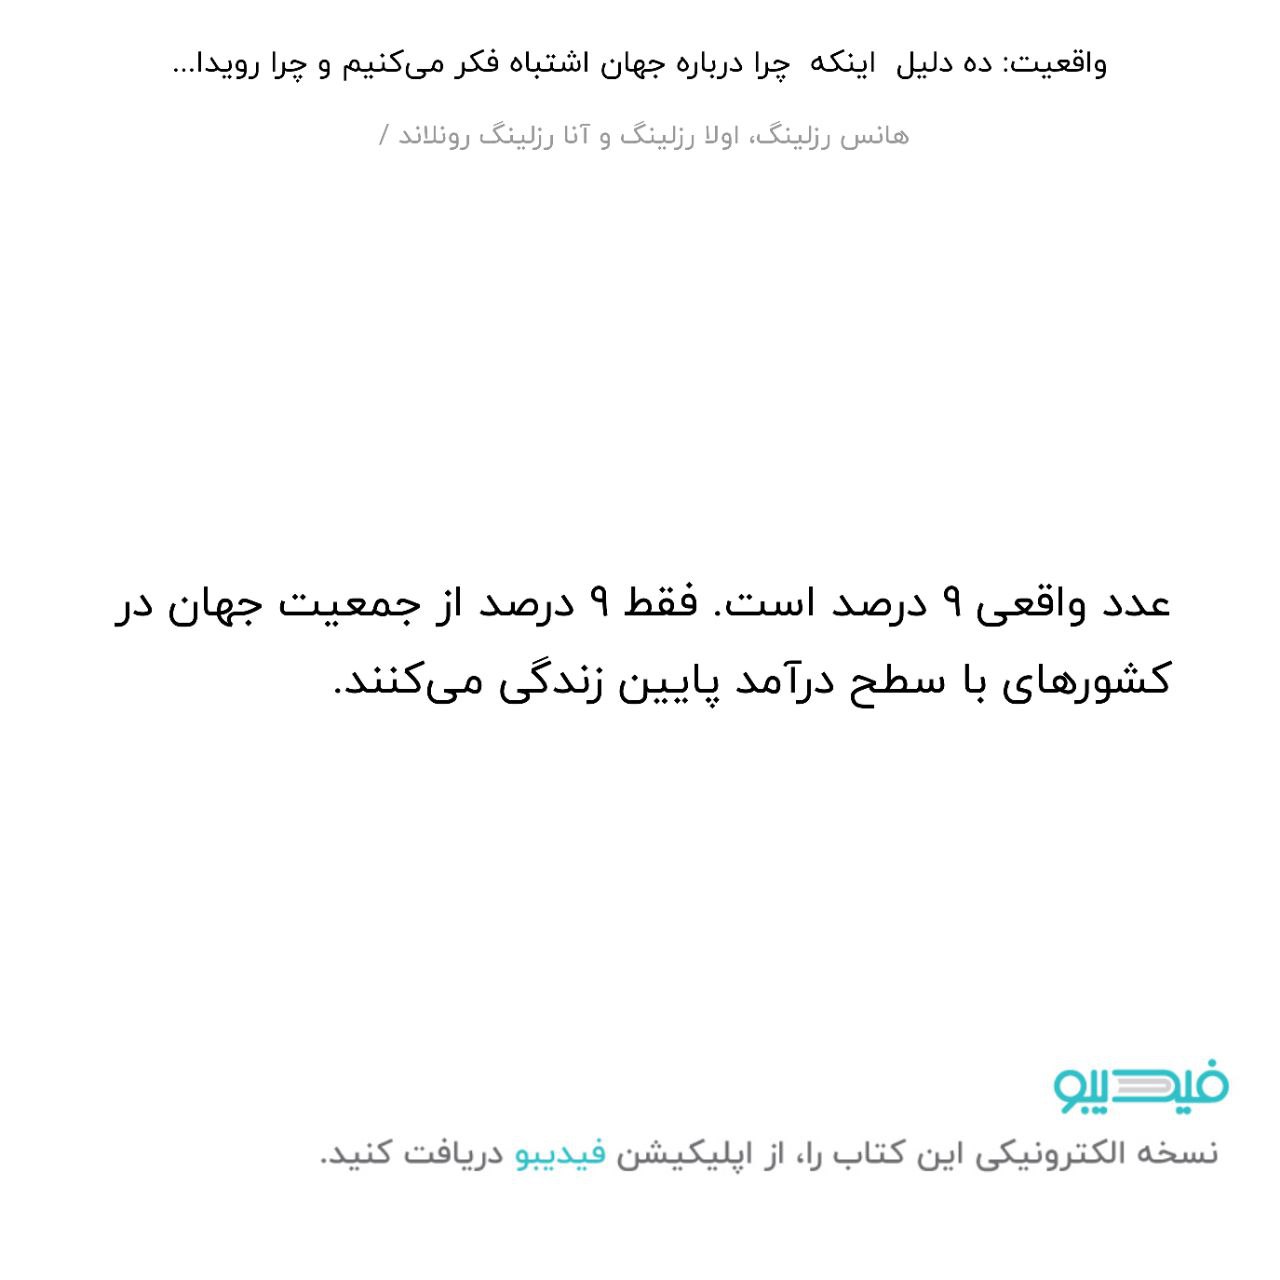 واقعیت: ده دلیل اینکه چرا درباره جهان اشتباه فکر می‌کنیم و چرا رویدا...
هانس رزلینگ، اولا رزلینگ و آنا رزلینگ رونلاند /
عدد واقعی ۹ درصد است. فقط ۹ درصد از جمعیت جهان در
کشورهای با سطح درآمد پایین زندگی می‌کنند.
فیدیبو
نسخه الکترونیکی این کتاب را، از اپلیکیشن فیدیبو دریافت کنید.